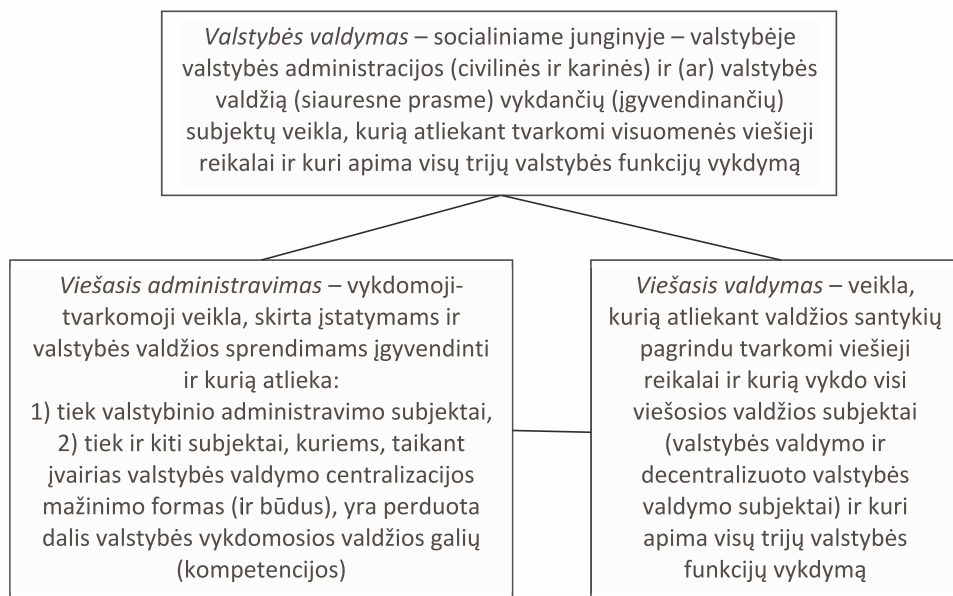 Valstybės valdymas – socialiniame junginyje – valstybėje
valstybės administracijos (civilinės ir karinės) ir (ar) valstybės
valdžią (siauresne prasme) vykdančių (įgyvendinančių)
subjektų veikla, kurią atliekant tvarkomi visuomenės viešieji
reikalai ir kuri apima visų trijų valstybės funkcijų vykdymą
Viešasis administravimas – vykdomoji-
tvarkomoji veikla, skirta įstatymams ir
valstybės valdžios sprendimams įgyvendinti
ir kurią atlieka:
1) tiek valstybinio administravimo subjektai,
2) tiek ir kiti subjektai, kuriems, taikant
įvairias valstybės valdymo centralizacijos
mažinimo formas (ir būdus), yra perduota
dalis valstybės vykdomosios valdžios galių
(kompetencijos)
Viešasis valdymas – veikla,
kurią atliekant valdžios santykių
pagrindu tvarkomi viešieji
reikalai ir kurią vykdo visi
viešosios valdžios subjektai
(valstybės valdymo ir
decentralizuoto valstybės
valdymo subjektai) ir kuri
apima visų trijų valstybės
funkcijų vykdymą